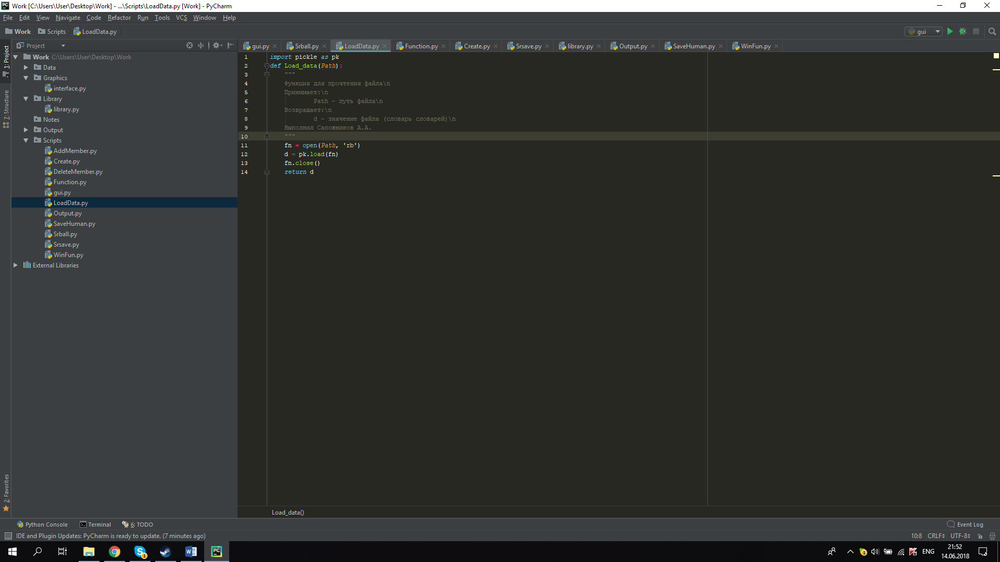 Work [C:\Users\User\Desktop\Work] - ...\Scripts\LoadData.py [Work] - PyCharm
File Edit View Navigate Code Refactor Run Tools VCS Window Help
Work Scripts LoadData.py gui
Project
gui.py Srball.py LoadData.py Function.py Create.py Srsave.py library.py Output.py SaveHuman.py WinFun.py
1: Project
7: Structure
2: Favorites
Work C:\Users\User\Desktop\Work
Data
Graphics
interface.py
Library
library.py
Notes
Output
Scripts
AddMember.py
Create.py
DeleteMember.py
Function.py
gui.py
LoadData.py
Output.py
SaveHuman.py
Srball.py
Srsave.py
WinFun.py
External Libraries
1 import pickle as pk
2 def Load_data(Path):
3 """
4 Функция для прочтения файла\n
5 Принимает:\n
6 Path - путь файла\n
7 Возвращает:\n
8 d - значение файла (словарь словарей)\n
9 Выполнил Сапожников А.А.
10 """
11 fn = open(Path, 'rb')
12 d = pk.load(fn)
13 fn.close()
14 return d
Load_data()
Python Console Terminal 6: TODO Event Log
IDE and Plugin Updates: PyCharm is ready to update. (7 minutes ago) 10:8 CRLF UTF-8
ENG 21:52
14.06.2018